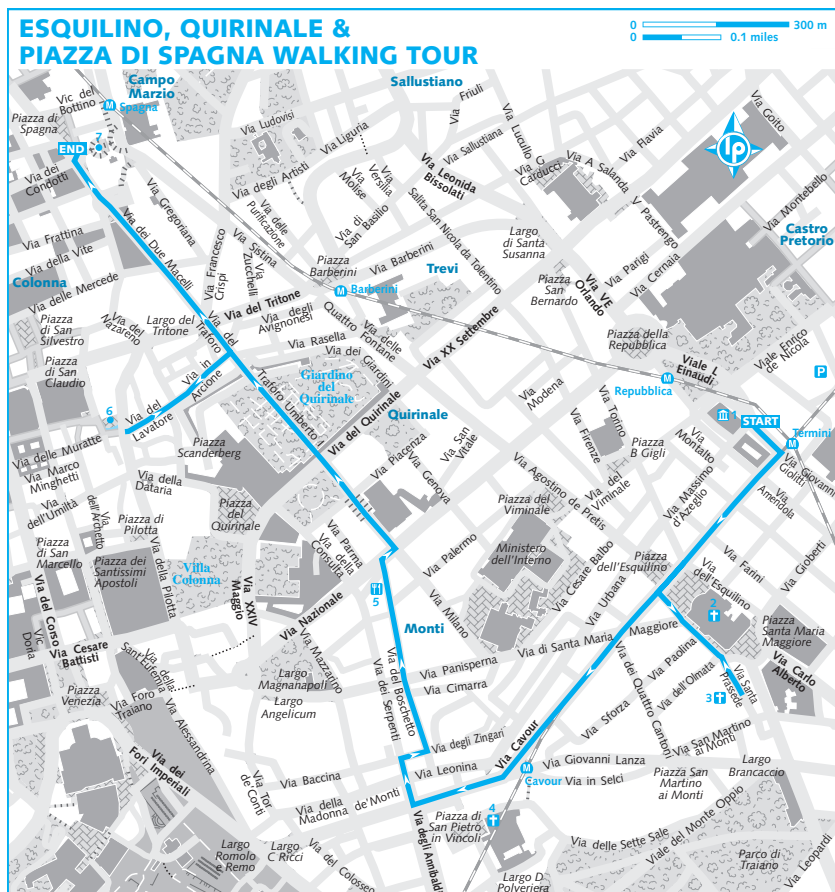 ESQUILINO, QUIRINALE &
PIAZZA DI SPAGNA WALKING TOUR
0 300 m
0 0.1 miles
Campo
Marzio
Sallustiano
Vic del
Bottino
M Spagna
Piazza di
Spagna
7
END
Via dei
Condotti
Via Ludovisi
Via Liguria
Via
Friuli
Via Lucullo
Via Sallustiana
Via Flavia
Via Goito
lp
Via G
Carducci
Via A Salandra
Via degli Artisti
Via
Molise
Via
Versilia
Via Leonida
Bissolati
Via Montebello
Castro
Pretorio
V Pastrengo
Via Gregoriana
Via delle
Purificazione
Via di
San Basilio
Salita San Nicola da Tolentino
Largo
di Santa
Susanna
Via Frattina
Via della Vite
Via dei Due Macelli
Via Francesco
Crispi
Via Sistina
Via
Zucchelli
Piazza
Barberini
Via Barberini
Trevi
Via Parigi
Via Cernaia
Colonna
Via delle Mercede
M Barberini
Piazza
San
Bernardo
Via VE
Orlando
Piazza
di San
Silvestro
Via del
Nazareno
Largo del
Tritone
Via del
Traforo
Via del Tritone
Via degli
Avignonesi
Quattro
Fontane
Via delle
Via XX Settembre
Piazza della
Repubblica
Viale L
Einaudi
Viale Enrico
de Nicola
Via Rasella
Via dei
Giardini
Piazza
di San
Claudio
Via in
Arcione
Giardino
del
Quirinale
Traforo Umberto I
Repubblica M
P
Via
Modena
6
Via del
Lavatore
Via del Quirinale
Quirinale
Via Torino
Via Firenze
Piazza
B Gigli
1
START
M
Termini
Via
Montalto
Via Giovanni
Giolitti
Via delle Muratte
Via Marco
Minghetti
Via
dell'Umiltà
Piazza
Scanderberg
Via della
Dataria
Via Piacenza
Via San
Vitale
Via Genova
Via Agostino de Pretis
Via del
Viminale
Via Massimo
d'Azeglio
Via
Amendola
Via
dell'Archetto
Piazza di
Pilotta
Piazza
del
Quirinale
Piazza del
Viminale
Piazza
di San
Marcello
Piazza dei
Santissimi
Apostoli
Via della Pilotta
Villa
Colonna
Via Parma
Via della
Consulta
Via Palermo
Ministero
dell'Interno
Via Cesare Balbo
Piazza
dell'Esquilino
Via Farini
Via
dell'Esquilino
Via Gioberti
Via XXIV
Maggio
5
Via Nazionale
Monti
Via Milano
Via Urbana
2
Piazza
Santa Maria
Maggiore
Via del Corso
Vic
Doria
Via Cesare
Battisti
Via della
Sant'Eufemia
Via Mazzarino
Via di Santa Maria Maggiore
Via Paolina
Via Carlo
Alberto
Via Panisperna
Via Cimarra
Via dei Quattro Cantoni
Via dell'Olmata
Via Santa
Prassede
3
Piazza
Venezia
Via Foro
Traiano
Largo
Magnanapoli
Largo
Angelicum
Via dei Serpenti
Via del Boschetto
Via Sforza
Via Alessandrina
Via dei
Fori Imperiali
Via degli Zingari
Via Cavour
Via San Martino
ai Monti
Largo
Brancaccio
Via Baccina
Via Leonina
M
Cavour
Via Giovanni Lanza
Via in Selci
Piazza San
Martino
ai Monti
Via Tor
de' Conti
Via della
Madonna de'Monti
4
Piazza di
San Pietro
in Vincoli
Via degli Annibaldi
Via delle Sette Sale
Viale del Monte Oppio
Parco di
Traiano
Via Leopardi
Largo
Romolo
e Remo
Largo
C Ricci
Via del Colosseo
Largo D
Polveriera